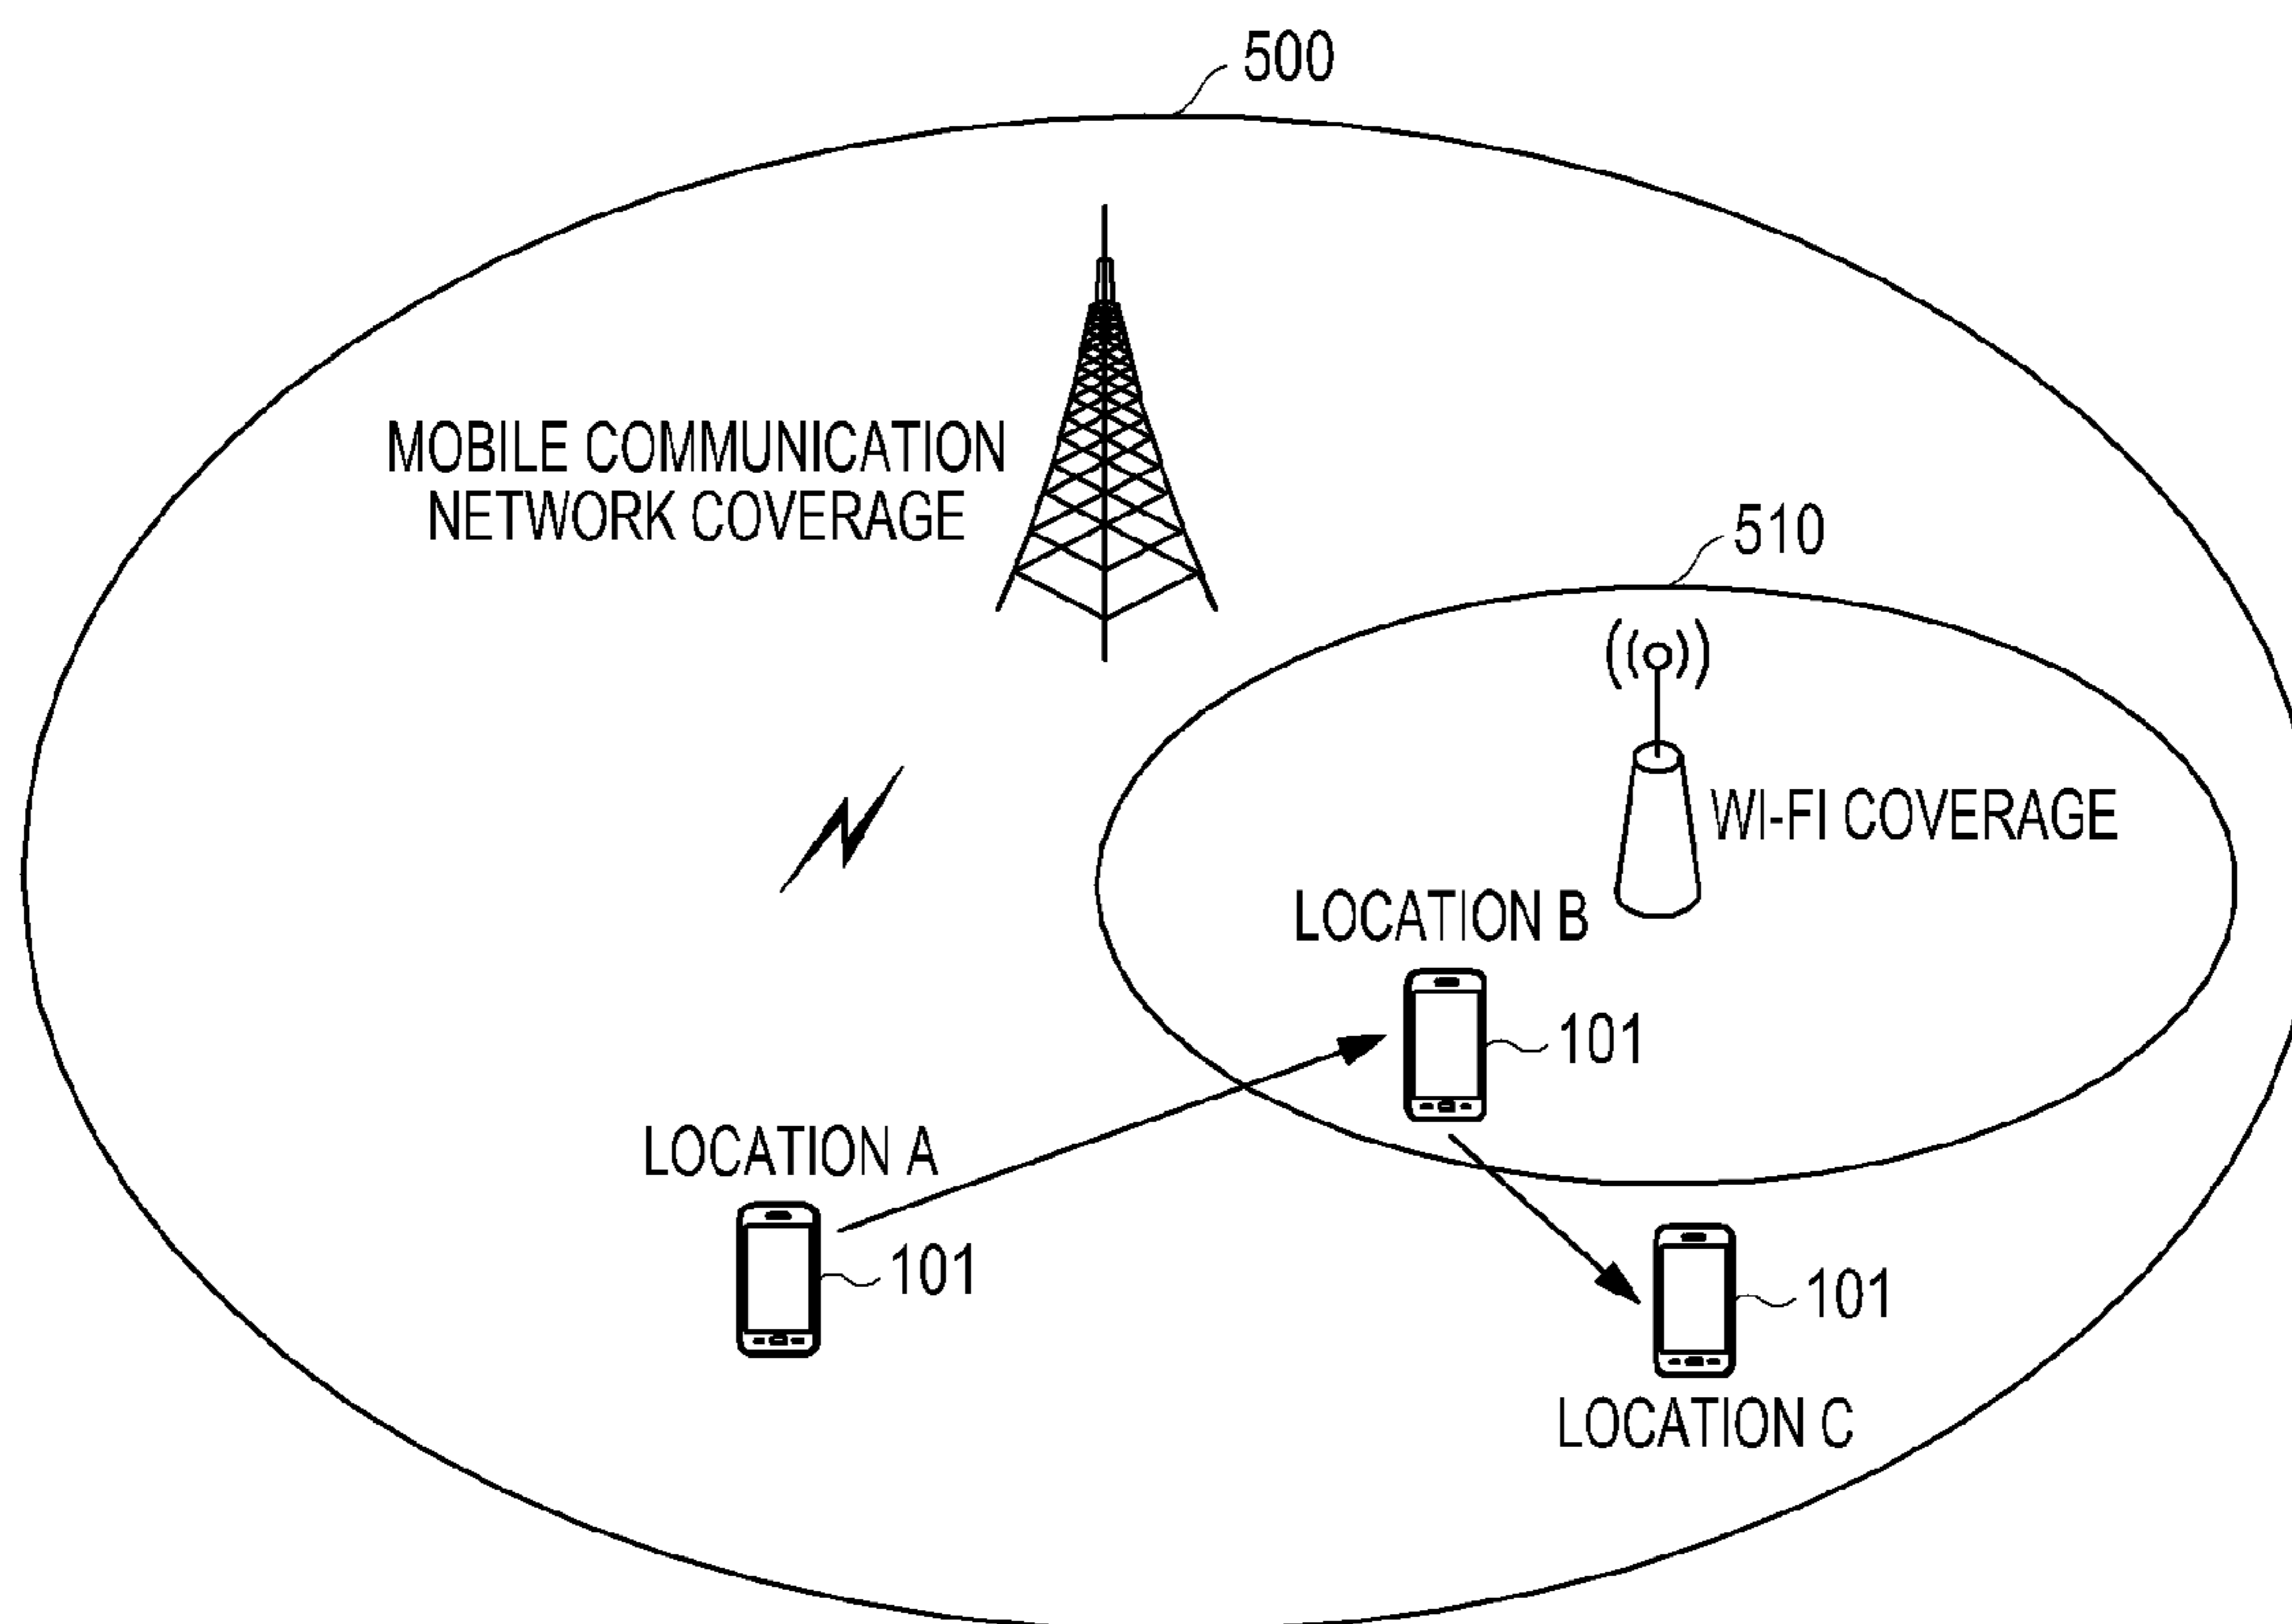 500
MOBILE COMMUNICATION
NETWORK COVERAGE
510
WI-FI COVERAGE
LOCATION B
101
LOCATION A
101
101
LOCATION C